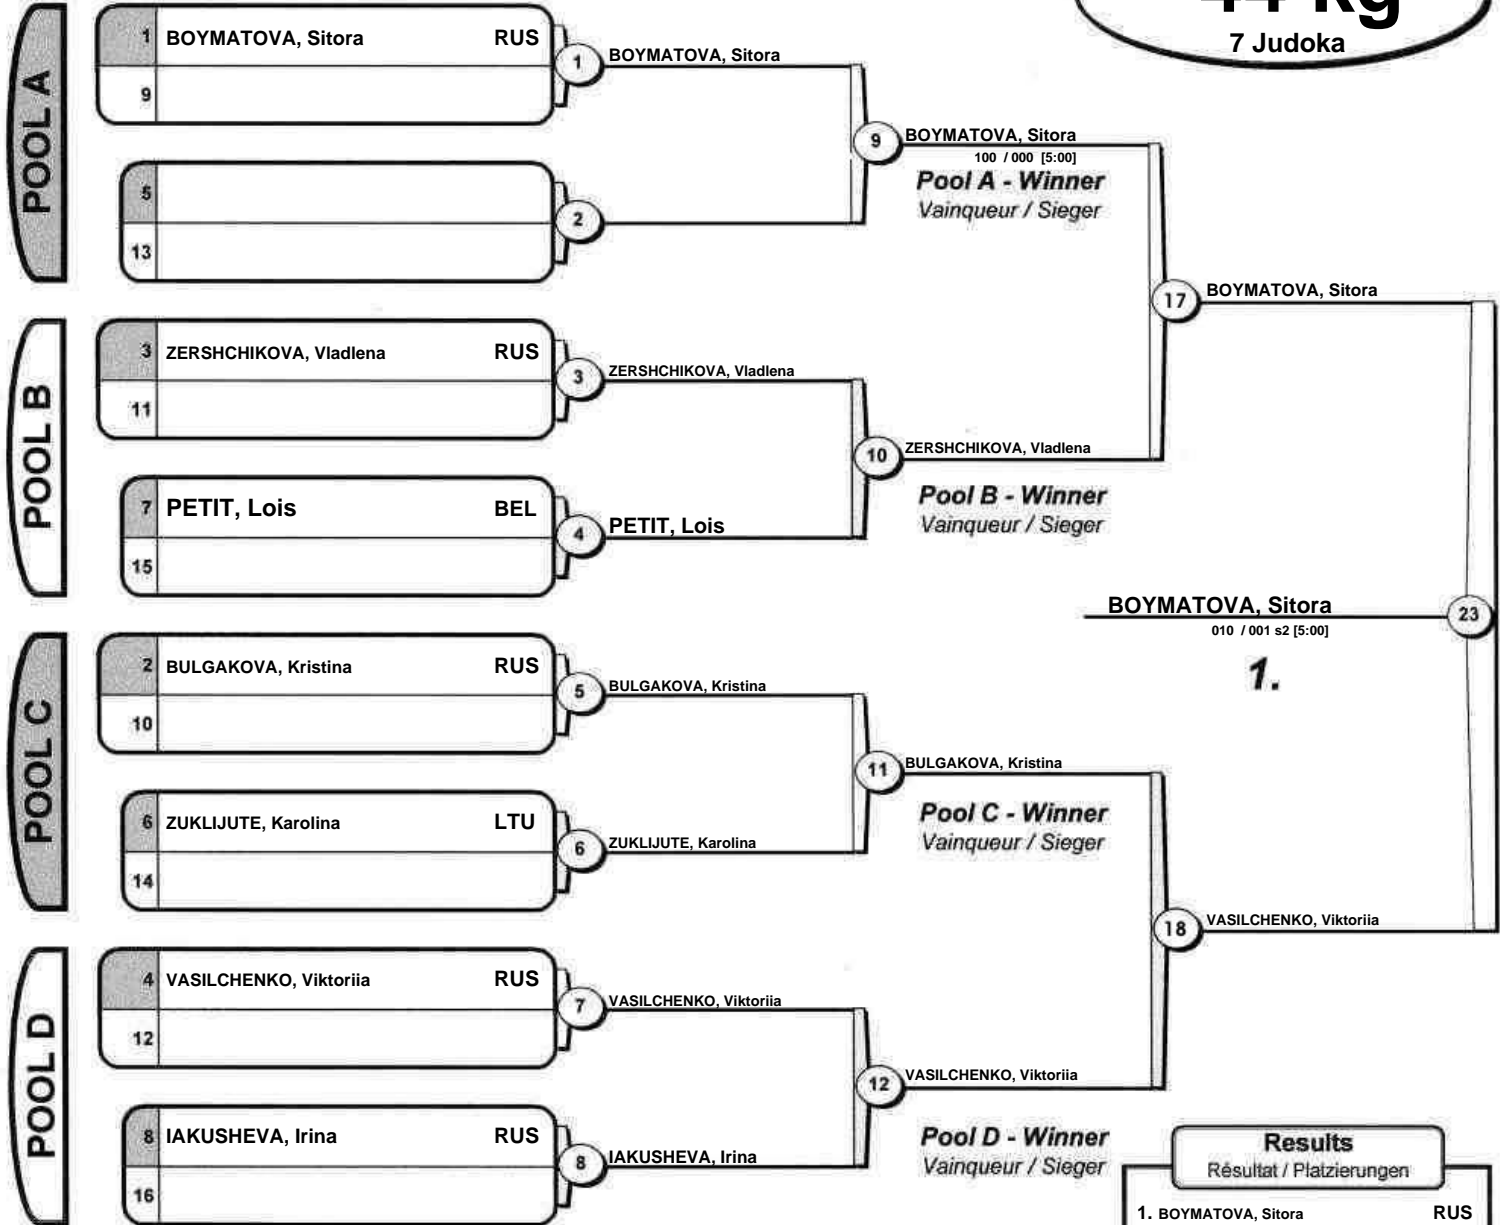 44 kg
7 Judoka
POOL A
1 BOYMATOVA, Sitora RUS
9
5
13
1 BOYMATOVA, Sitora
2
9 BOYMATOVA, Sitora
100 / 000 [5:00]
Pool A - Winner
Vainqueur / Sieger
POOL B
3 ZERSHCHIKOVA, Vladlena RUS
11
7 PETIT, Lois BEL
15
3 ZERSHCHIKOVA, Vladlena
4 PETIT, Lois
10 ZERSHCHIKOVA, Vladlena
Pool B - Winner
Vainqueur / Sieger
17 BOYMATOVA, Sitora
BOYMATOVA, Sitora 23
010 / 001 s2 [5:00]
1.
POOL C
2 BULGAKOVA, Kristina RUS
10
6 ZUKLIJUTE, Karolina LTU
14
5 BULGAKOVA, Kristina
6 ZUKLIJUTE, Karolina
11 BULGAKOVA, Kristina
Pool C - Winner
Vainqueur / Sieger
18 VASILCHENKO, Viktoriia
POOL D
4 VASILCHENKO, Viktoriia RUS
12
8 IAKUSHEVA, Irina RUS
16
7 VASILCHENKO, Viktoriia
8 IAKUSHEVA, Irina
12 VASILCHENKO, Viktoriia
Pool D - Winner
Vainqueur / Sieger
Results
Résultat / Platzierungen
1. BOYMATOVA, Sitora RUS